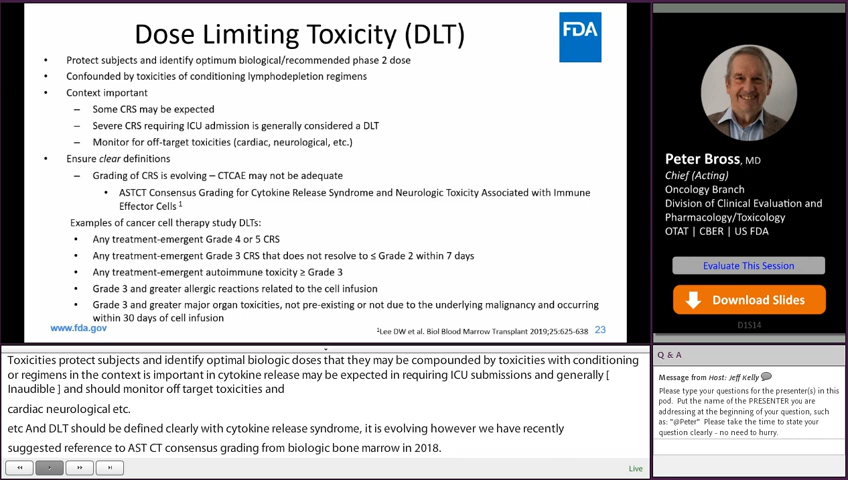 Dose Limiting Toxicity (DLT)
FDA
• Protect subjects and identify optimum biological/recommended phase 2 dose
• Confounded by toxicities of conditioning lymphodepletion regimens
• Context important
– Some CRS may be expected
– Severe CRS requiring ICU admission is generally considered a DLT
– Monitor for off-target toxicities (cardiac, neurological, etc.)
• Ensure clear definitions
– Grading of CRS is evolving – CTCAE may not be adequate
• ASTCT Consensus Grading for Cytokine Release Syndrome and Neurologic Toxicity Associated with Immune
Effector Cells 1
Examples of cancer cell therapy study DLTs:
• Any treatment-emergent Grade 4 or 5 CRS
• Any treatment-emergent Grade 3 CRS that does not resolve to ≤ Grade 2 within 7 days
• Any treatment-emergent autoimmune toxicity ≥ Grade 3
• Grade 3 and greater allergic reactions related to the cell infusion
• Grade 3 and greater major organ toxicities, not pre-existing or not due to the underlying malignancy and occurring
within 30 days of cell infusion
www.fda.gov
1Lee DW et al. Biol Blood Marrow Transplant 2019;25:625-638
23
Toxicities protect subjects and identify optimal biologic doses that they may be compounded by toxicities with conditioning
or regimens in the context is important in cytokine release may be expected in requiring ICU submissions and generally [
Inaudible ] and should monitor off target toxicities and
cardiac neurological etc.
etc And DLT should be defined clearly with cytokine release syndrome, it is evolving however we have recently
suggested reference to AST CT consensus grading from biologic bone marrow in 2018.
Live
Peter Bross, MD
Chief (Acting)
Oncology Branch
Division of Clinical Evaluation and
Pharmacology/Toxicology
OTAT | CBER | US FDA
Evaluate This Session
Download Slides
D1S14
Q & A
Message from Host: Jeff Kelly
Please type your questions for the presenter(s) in this
pod. Put the name of the PRESENTER you are
addressing at the beginning of your question, such
as: "@Peter" Please take the time to state your
question clearly - no need to hurry.